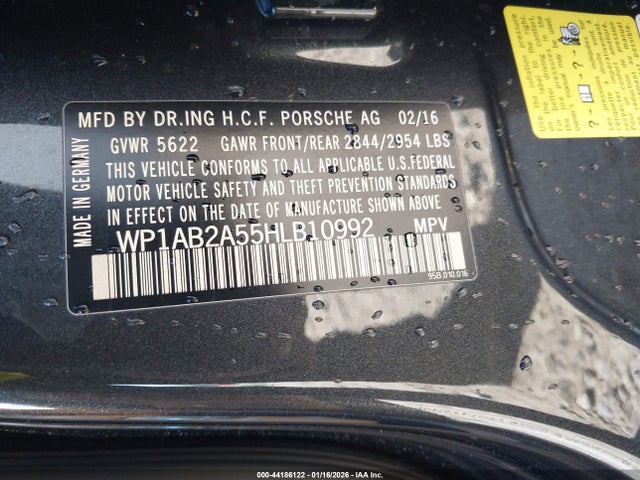 MFD BY DR.ING H.C.F. PORSCHE AG 02/16
GVWR 5622 GAWR FRONT/REAR 2844/2954 LBS
THIS VEHICLE CONFORMS TO ALL APPLICABLE U.S.FEDERAL
MOTOR VEHICLE SAFETY AND THEFT PREVENTION STANDARDS
IN EFFECT ON THE DATE OF MANUFACTURE SHOWN ABOVE
WP1AB2A55HLB10992 MPV
95B.010.016
MADE IN GERMANY
000-44186122 - 01/16/2026 - IAA Inc.